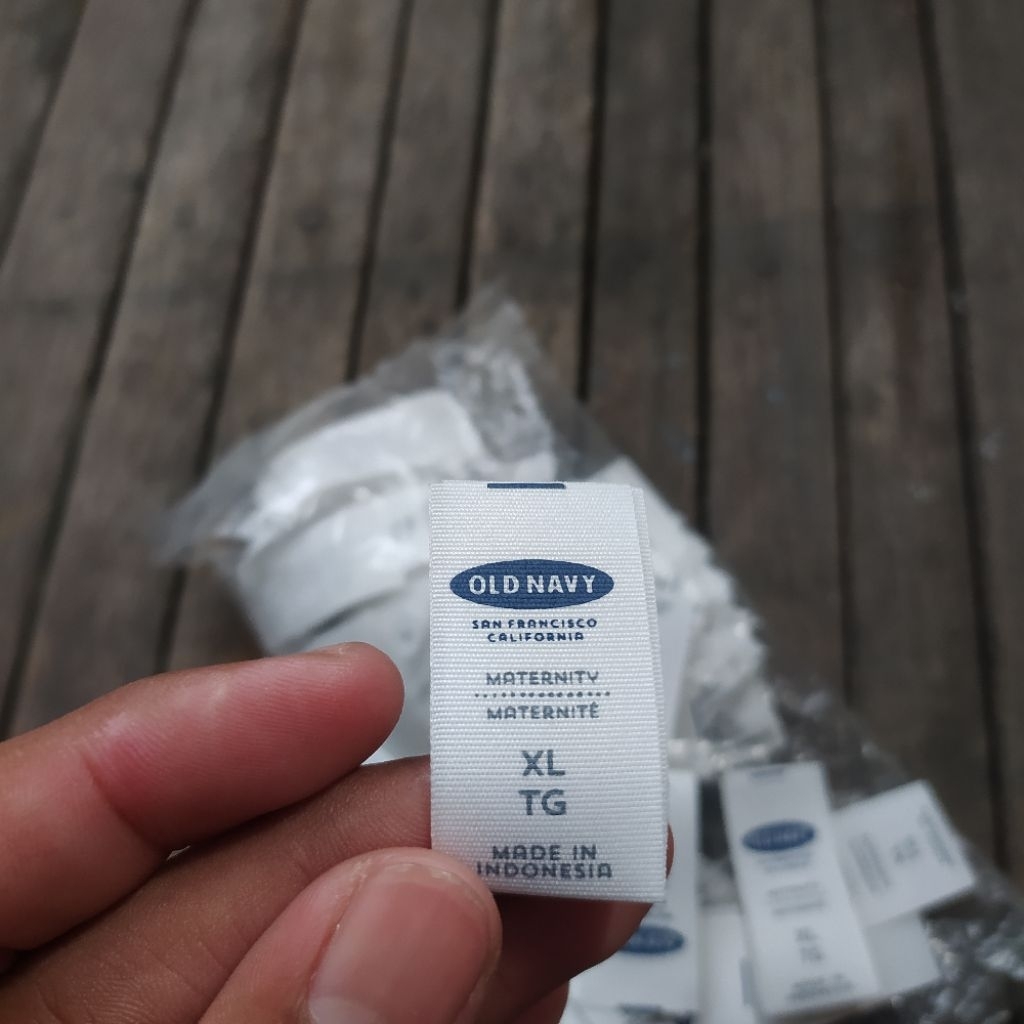 OLD NAVY
SAN FRANCISCO
CALIFORNIA
MATERNITY
MATERNITÉ
XL
TG
MADE IN
INDONESIA